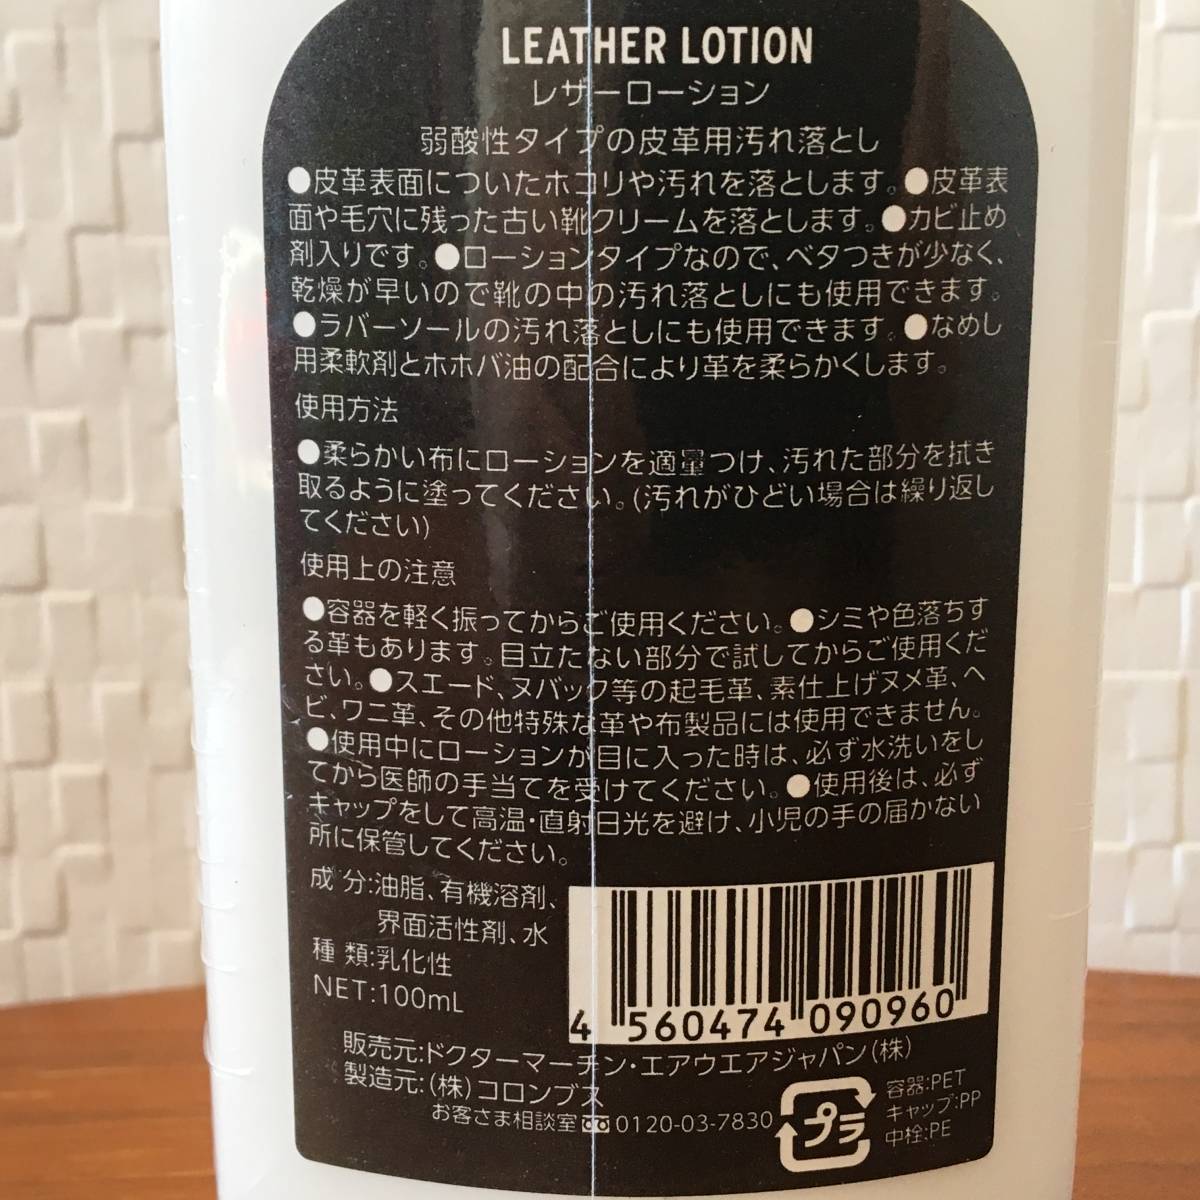 LEATHER LOTION
レザーローション
弱酸性タイプの皮革用汚れ落とし
●皮革表面についたホコリや汚れを落とします。●皮革表
面や毛穴に残った古い靴クリームを落とします。●カビ止め
剤入りです。●ローションタイプなので、ベタつきが少なく、
乾燥が早いので靴の中の汚れ落としにも使用できます。
●ラバーソールの汚れ落としにも使用できます。●なめし
用柔軟剤とホホバ油の配合により革を柔らかくします。
使用方法
●柔らかい布にローションを適量つけ、汚れた部分を拭き
取るように塗ってください。(汚れがひどい場合は繰り返し
てください)
使用上の注意
●容器を軽く振ってからご使用ください。●シミや色落ちす
る革もあります。目立たない部分で試してからご使用くだ
さい。●スエード、ヌバック等の起毛革、素仕上げヌメ革、ヘ
ビ、ワニ革、その他特殊な革や布製品には使用できません。
●使用中にローションが目に入った時は、必ず水洗いをし
てから医師の手当てを受けてください。●使用後は、必ず
キャップをして高温・直射日光を避け、小児の手の届かない
所に保管してください。
成 分:油脂、有機溶剤、
界面活性剤、水
種 類:乳化性
NET:100mL
4 560474 090960
販売元:ドクターマーチン・エアウエアジャパン(株)
製造元:(株)コロンブス
お客さま相談室 0120-03-7830
プラ
容器:PET
キャップ:PP
中栓:PE